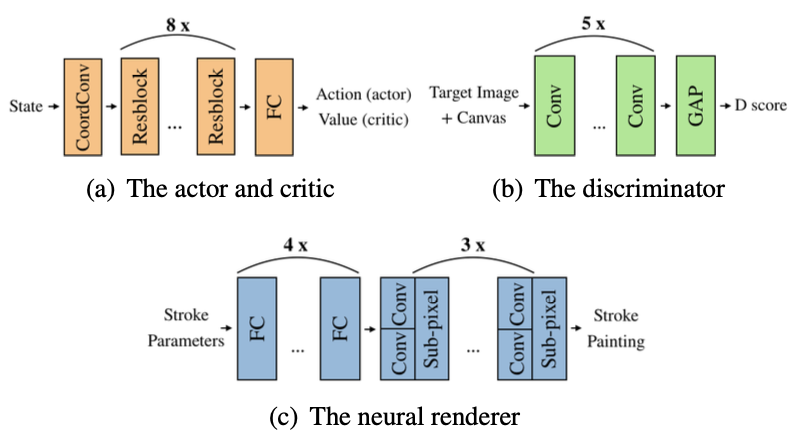 8 x
State
CoordConv
Resblock
...
Resblock
FC
Action (actor)
Value (critic)
(a) The actor and critic
5 x
Target Image
+ Canvas
Conv
...
Conv
GAP
D score
(b) The discriminator
4 x
3 x
Stroke
Parameters
FC
...
FC
Conv Conv
Sub-pixel
...
Conv Conv
Sub-pixel
Stroke
Painting
(c) The neural renderer